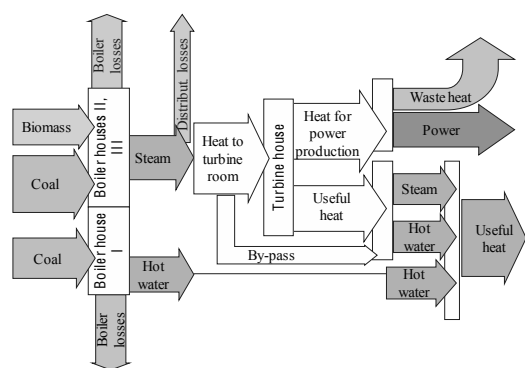 Boiler
losses
Distribut. losses
Waste heat
Biomass
Boiler houses II,
III
Steam
Heat to
turbine
room
Turbine house
Heat for
power
production
Power
Coal
Useful
heat
Steam
Hot
water
Useful
heat
Coal
Boiler house
I
Hot
water
By-pass
Hot
water
Boiler
losses